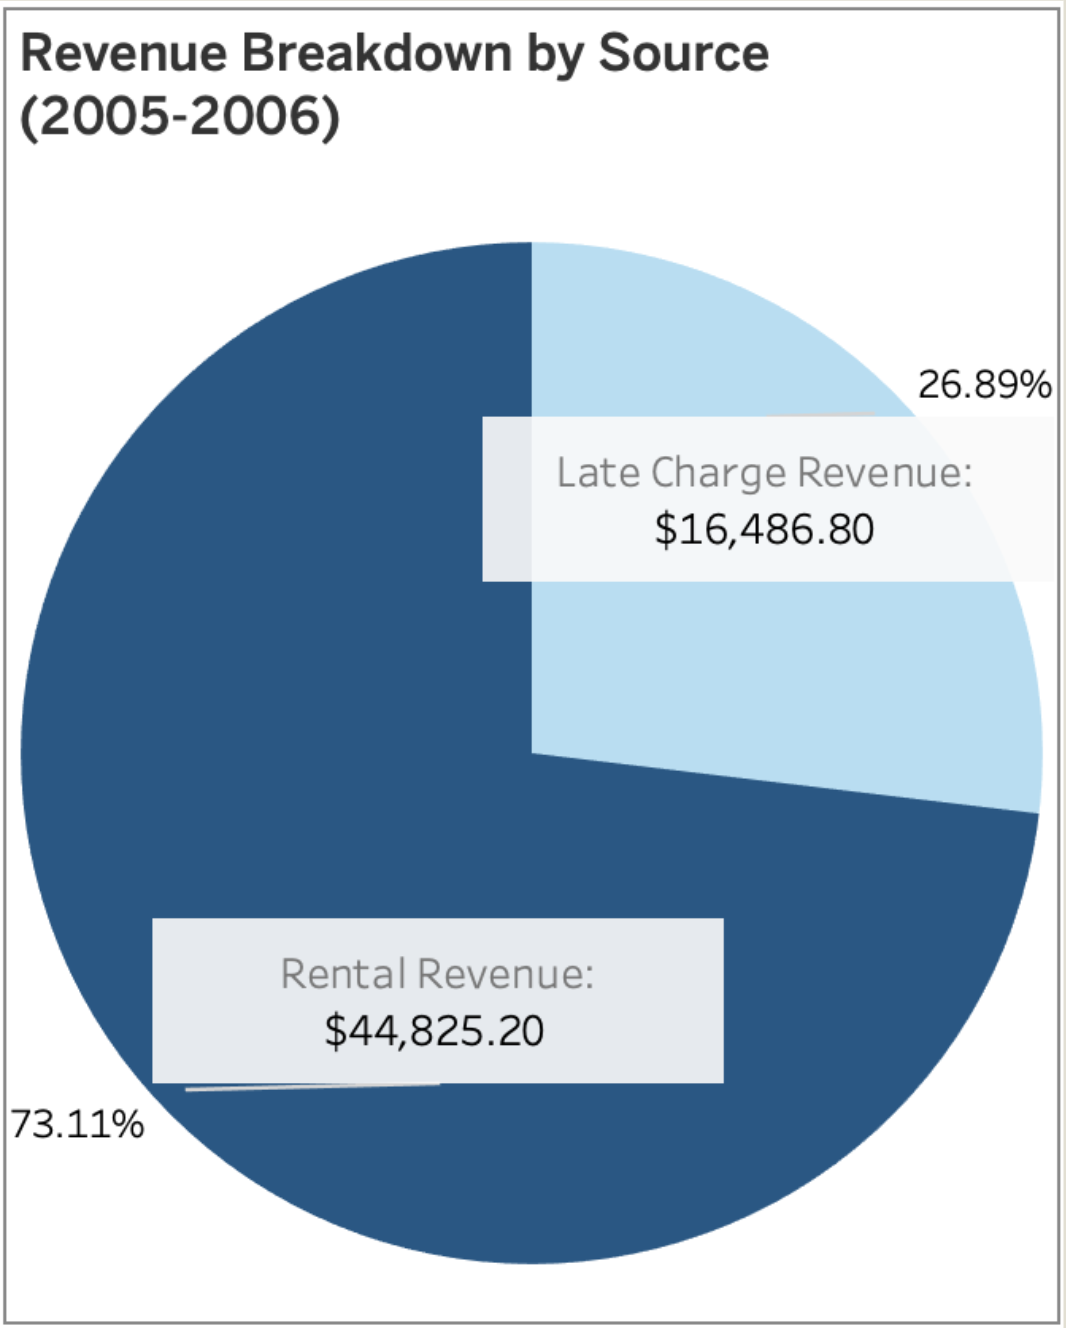 Revenue Breakdown by Source
(2005-2006)
26.89%
Late Charge Revenue:
$16,486.80
Rental Revenue:
$44,825.20
73.11%